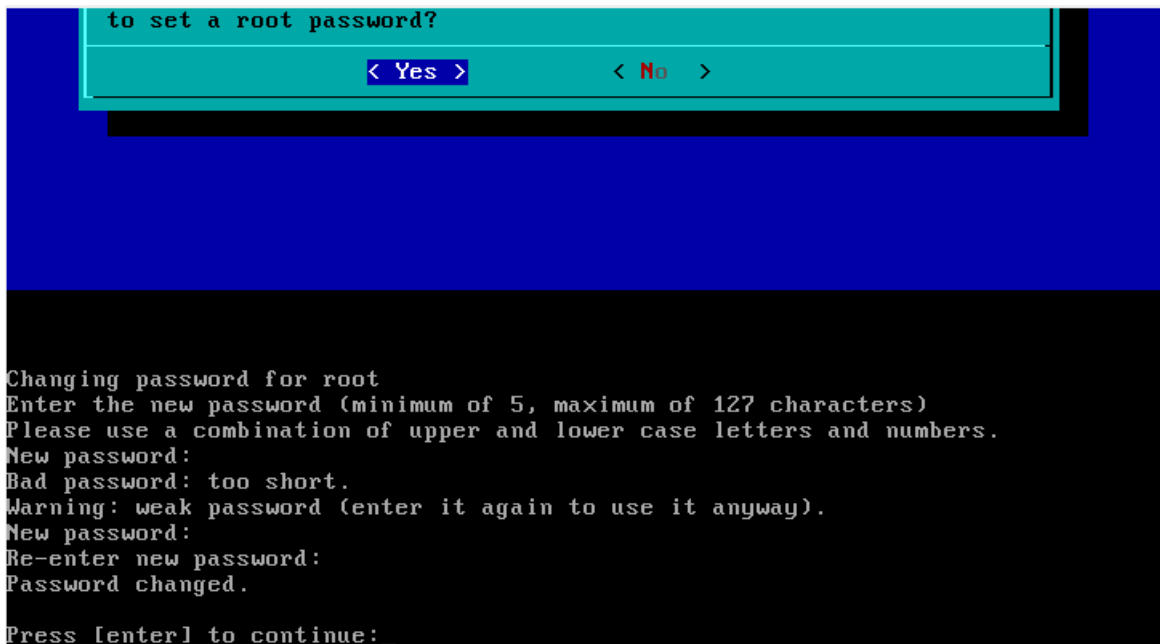 to set a root password?
< Yes > < No >
Changing password for root
Enter the new password (minimum of 5, maximum of 127 characters)
Please use a combination of upper and lower case letters and numbers.
New password:
Bad password: too short.
Warning: weak password (enter it again to use it anyway).
New password:
Re-enter new password:
Password changed.
Press [enter] to continue:_